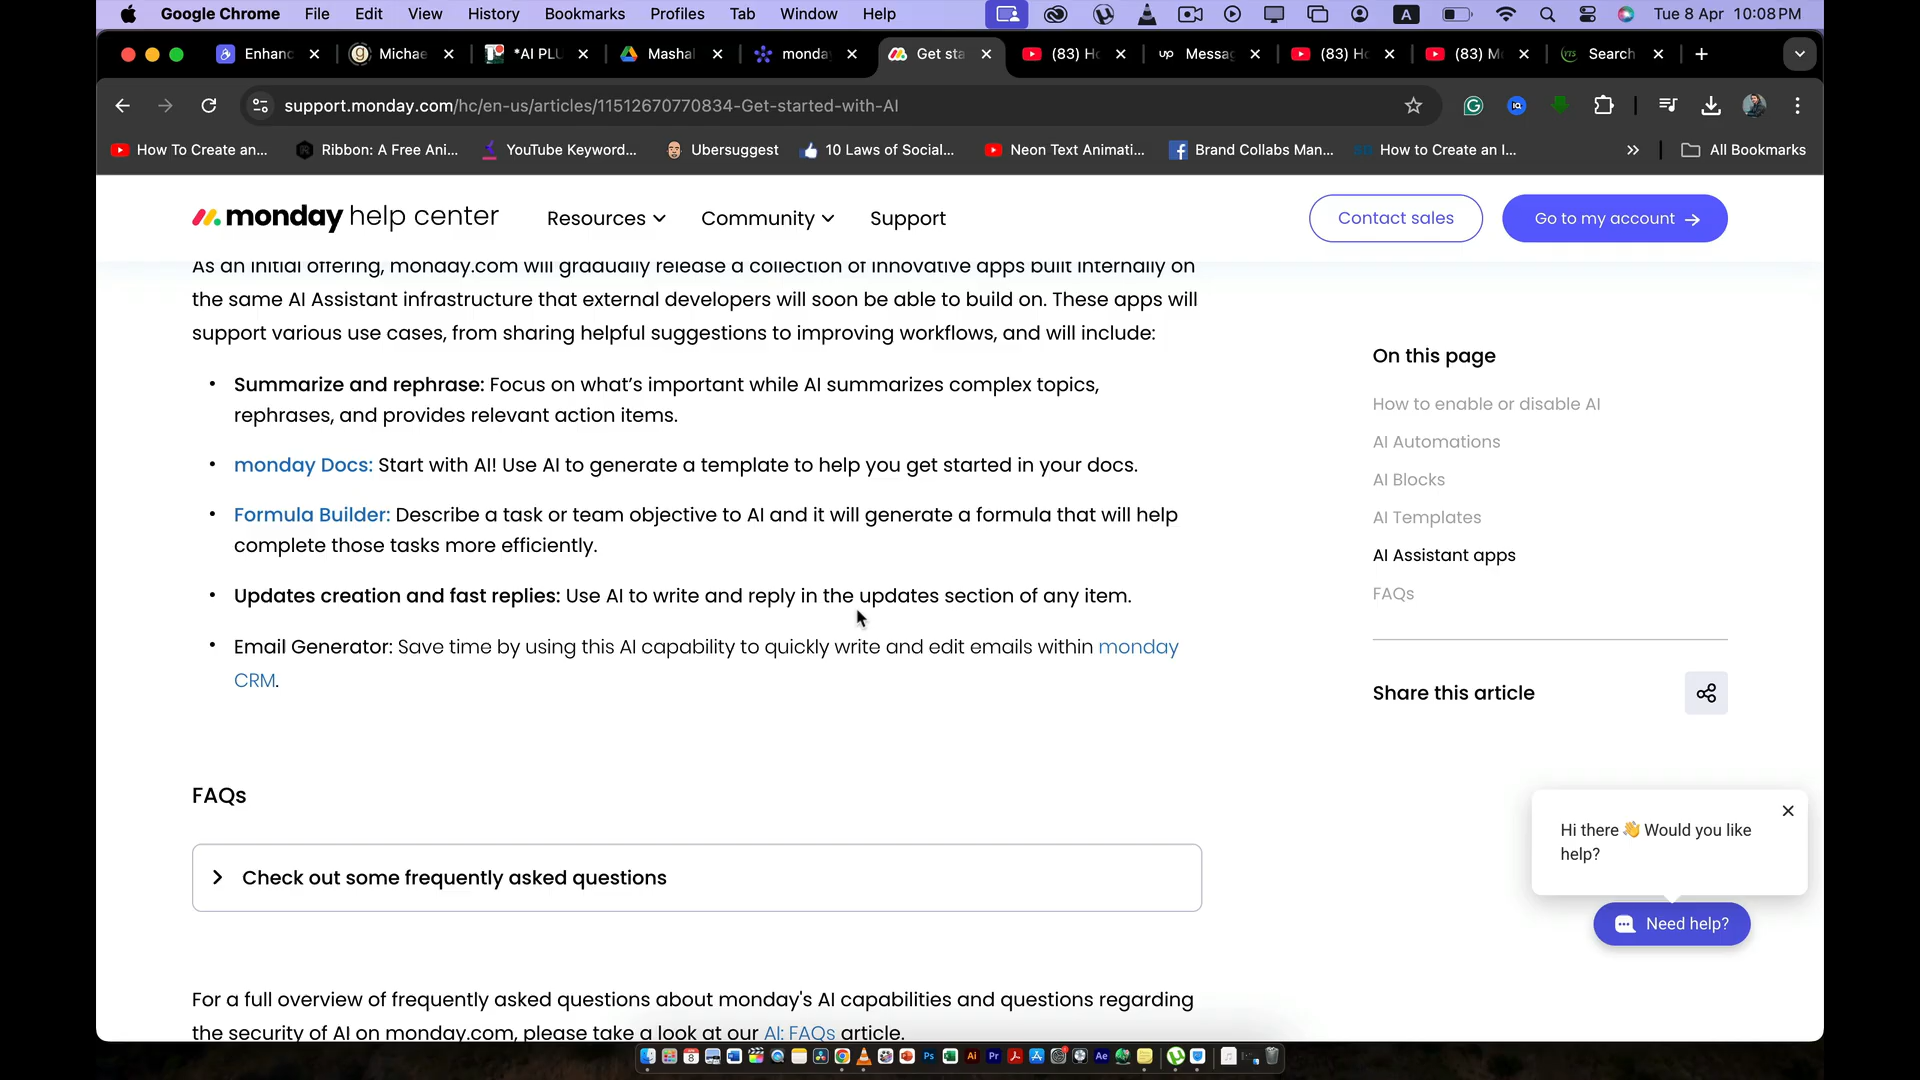 Google Chrome File Edit View History Bookmarks Profiles Tab Window Help A Tue 8 Apr 10:08 PM
Enhanc Michae *AI PLU Masha monda Get sta (83) Ho up Messag (83) H (83) M YTS Search
support.monday.com/hc/en-us/articles/11512670770834-Get-started-with-AI
How To Create an... Ribbon: A Free Ani... YouTube Keyword... Ubersuggest 10 Laws of Social... Neon Text Animati... Brand Collabs Man... How to Create an I... All Bookmarks
monday help center Resources Community Support Contact sales Go to my account
As an initial offering, monday.com will gradually release a collection of innovative apps built internally on
the same AI Assistant infrastructure that external developers will soon be able to build on. These apps will
support various use cases, from sharing helpful suggestions to improving workflows, and will include:
• Summarize and rephrase: Focus on what's important while AI summarizes complex topics,
rephrases, and provides relevant action items.
• monday Docs: Start with AI! Use AI to generate a template to help you get started in your docs.
• Formula Builder: Describe a task or team objective to AI and it will generate a formula that will help
complete those tasks more efficiently.
• Updates creation and fast replies: Use AI to write and reply in the updates section of any item.
• Email Generator: Save time by using this AI capability to quickly write and edit emails within monday
CRM.
FAQs
Check out some frequently asked questions
For a full overview of frequently asked questions about monday's AI capabilities and questions regarding
the security of AI on monday.com, please take a look at our AI: FAQs article.
On this page
How to enable or disable AI
AI Automations
AI Blocks
AI Templates
AI Assistant apps
FAQs
Share this article
Hi there 👋 Would you like
help?
Need help?
Ps Ai Pr Ae